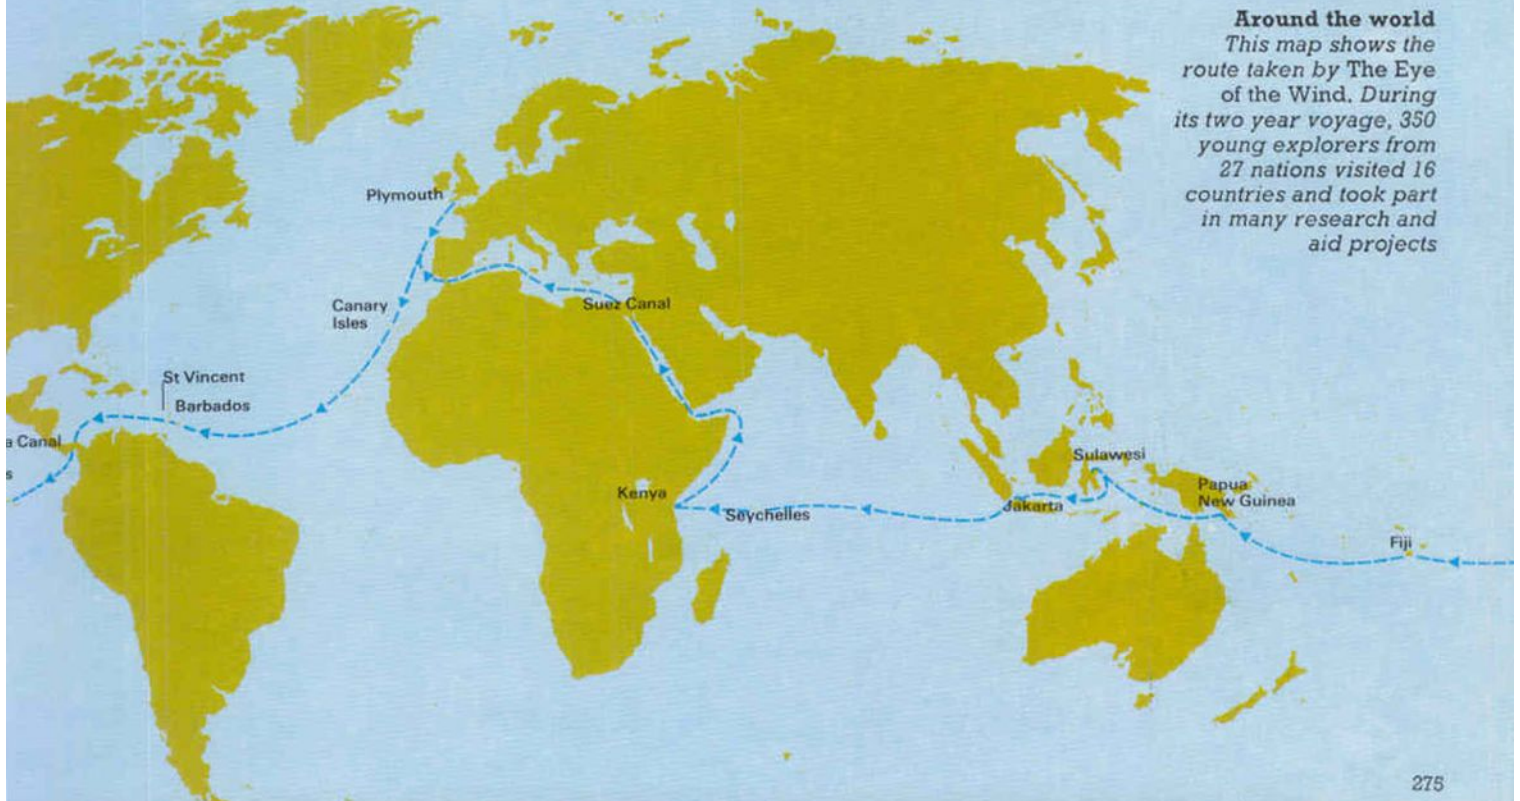 Around the world
This map shows the
route taken by The Eye
of the Wind. During
its two year voyage, 350
young explorers from
27 nations visited 16
countries and took part
in many research and
aid projects
Plymouth
Canary
Isles
Suez Canal
St Vincent
Barbados
a Canal
s
Kenya
Seychelles
Jakarta
Sulawesi
Papua
New Guinea
Fiji
275